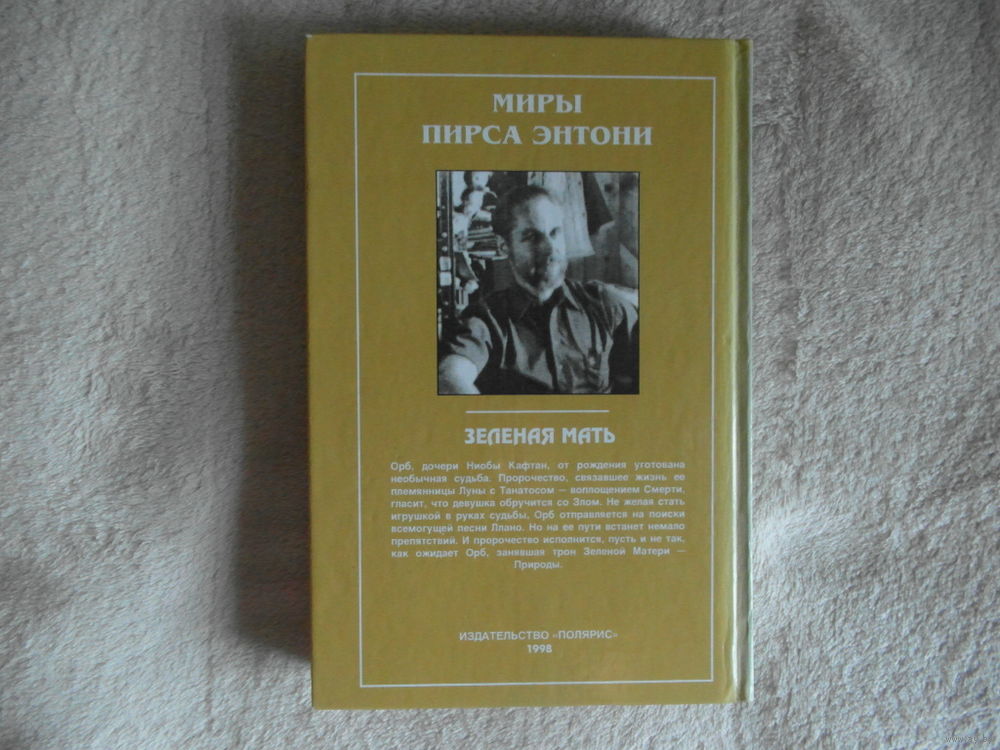 МИРЫ
ПИРСА ЭНТОНИ
ЗЕЛЕНАЯ МАТЬ
Орб, дочери Ниобы Кафтан, от рождения уготована
необычная судьба. Пророчество, связавшее жизнь ее
племянницы Луны с Танатосом — воплощением Смерти,
гласит, что девушка обручится со Злом. Не желая стать
игрушкой в руках судьбы, Орб отправляется на поиски
всемогущей песни Ллано. Но на ее пути встанет немало
препятствий. И пророчество исполнится, пусть и не так,
как ожидает Орб, занявшая трон Зеленой Матери —
Природы.
ИЗДАТЕЛЬСТВО «ПОЛЯРИС»
1998